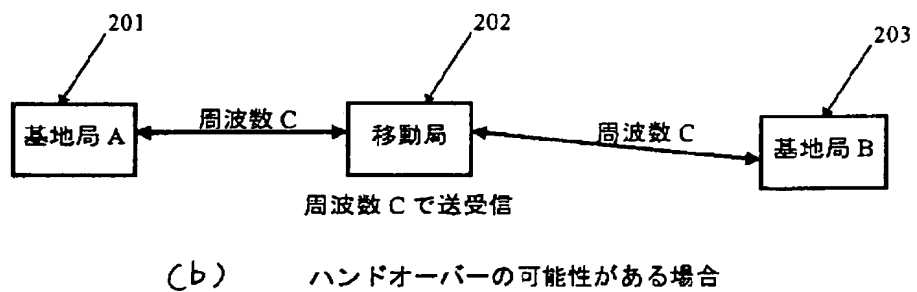 201
202
203
基地局 A
周波数 C
移動局
周波数 C
基地局 B
周波数 C で送受信
(b) ハンドオーバーの可能性がある場合